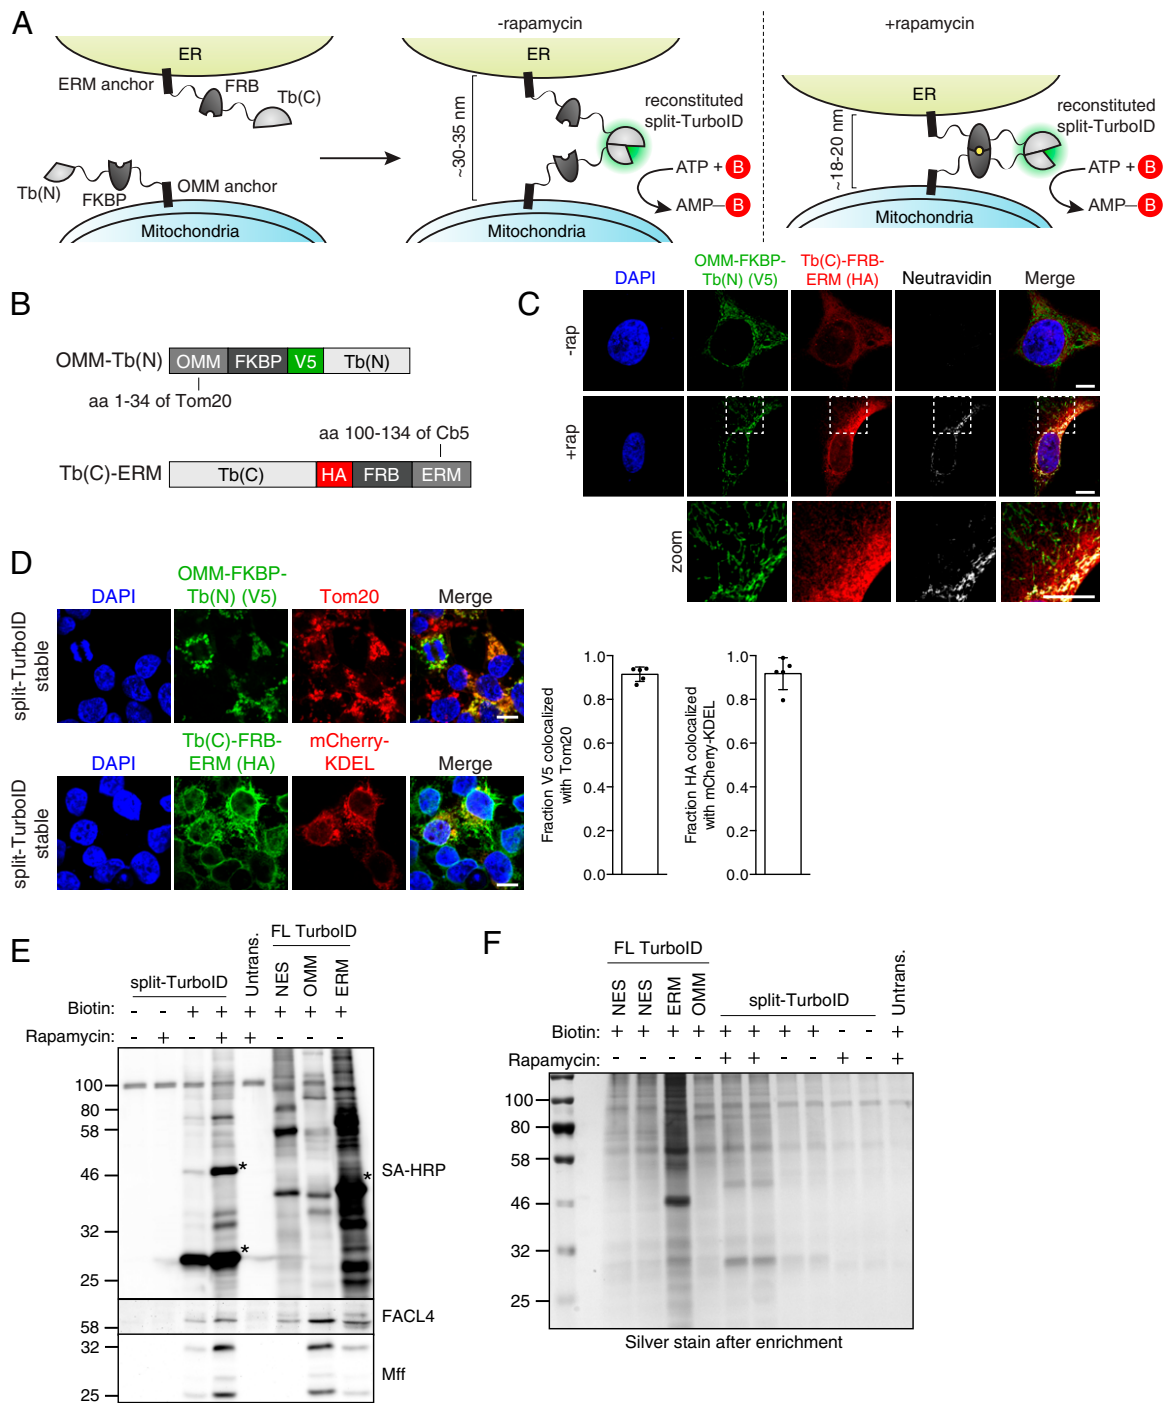 A
-rapamycin
+rapamycin
ER
ERM anchor
FRB
Tb(C)
Tb(N)
FKBP
OMM anchor
Mitochondria
ER
~30-35 nm
reconstituted
split-TurboID
ATP + B
AMP–B
Mitochondria
ER
~18-20 nm
reconstituted
split-TurboID
ATP + B
AMP–B
Mitochondria
B
OMM-Tb(N)
OMM FKBP V5 Tb(N)
aa 1-34 of Tom20
aa 100-134 of Cb5
Tb(C)-ERM
Tb(C) HA FRB ERM
C
DAPI
OMM-FKBP-
Tb(N) (V5)
Tb(C)-FRB-
ERM (HA)
Neutravidin
Merge
-rap
+rap
zoom
D
DAPI
OMM-FKBP-
Tb(N) (V5)
Tom20
Merge
split-TurboID
stable
DAPI
Tb(C)-FRB-
ERM (HA)
mCherry-
KDEL
Merge
split-TurboID
stable
Fraction V5 colocalized
with Tom20
1.0
0.8
0.6
0.4
0.2
0.0
Fraction HA colocalized
with mCherry-KDEL
1.0
0.8
0.6
0.4
0.2
0.0
E
split-TurboID
Untrans.
FL TurboID
NES
OMM
ERM
Biotin: - - + + + + + +
Rapamycin: - + - + + - - -
100
80
58
46
32
25
*
*
*
SA-HRP
58
FACL4
32
25
Mff
F
FL TurboID
NES
NES
ERM
OMM
split-TurboID
Untrans.
Biotin: + + + + + + + + - - +
Rapamycin: - - - - + + - - + - +
100
80
58
46
32
25
Silver stain after enrichment